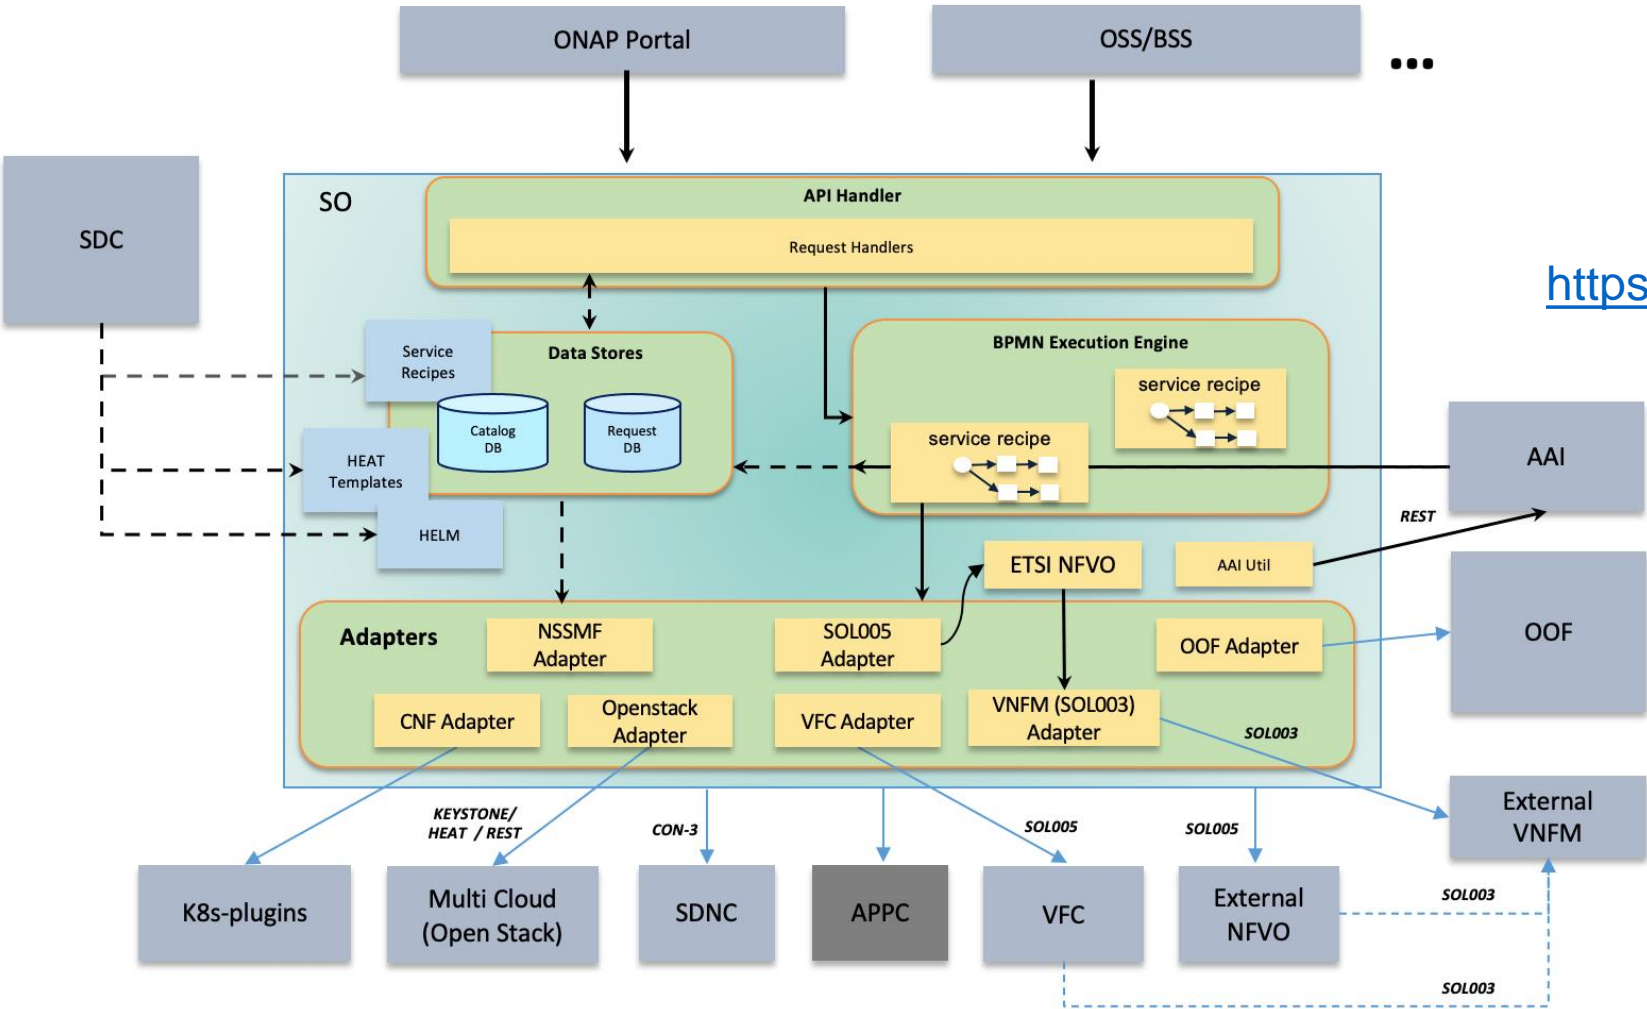 ONAP Portal
OSS/BSS
...
SDC
SO
API Handler
Request Handlers
https
Service
Recipes
Data Stores
Catalog
DB
Request
DB
HEAT
Templates
HELM
BPMN Execution Engine
service recipe
service recipe
AAI
REST
ETSI NFVO
AAI Util
OOF
Adapters
NSSMF
Adapter
SOL005
Adapter
OOF Adapter
CNF Adapter
Openstack
Adapter
VFC Adapter
VNFM (SOL003)
Adapter
SOL003
External
VNFM
KEYSTONE/
HEAT / REST
CON-3
SOL005
SOL005
K8s-plugins
Multi Cloud
(Open Stack)
SDNC
APPC
VFC
External
NFVO
SOL003
SOL003